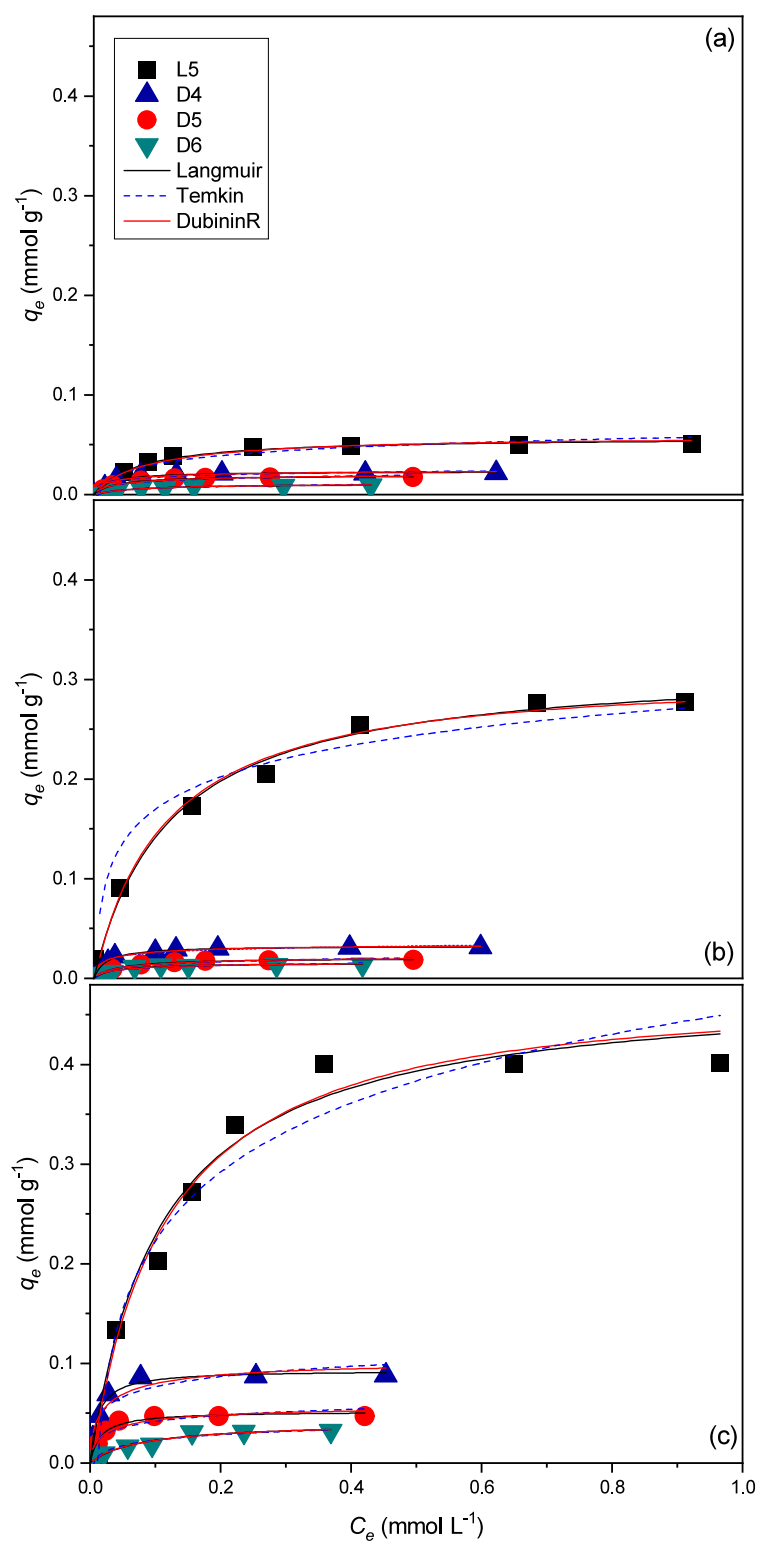 (a)
L5
D4
D5
D6
Langmuir
Temkin
DubininR
0.4
0.3
0.2
0.1
0.0
qe (mmol g-1)
0.4
0.3
0.2
0.1
0.0
qe (mmol g-1)
(b)
0.4
0.3
0.2
0.1
0.0
qe (mmol g-1)
(c)
0.0 0.2 0.4 0.6 0.8 1.0
Ce (mmol L-1)